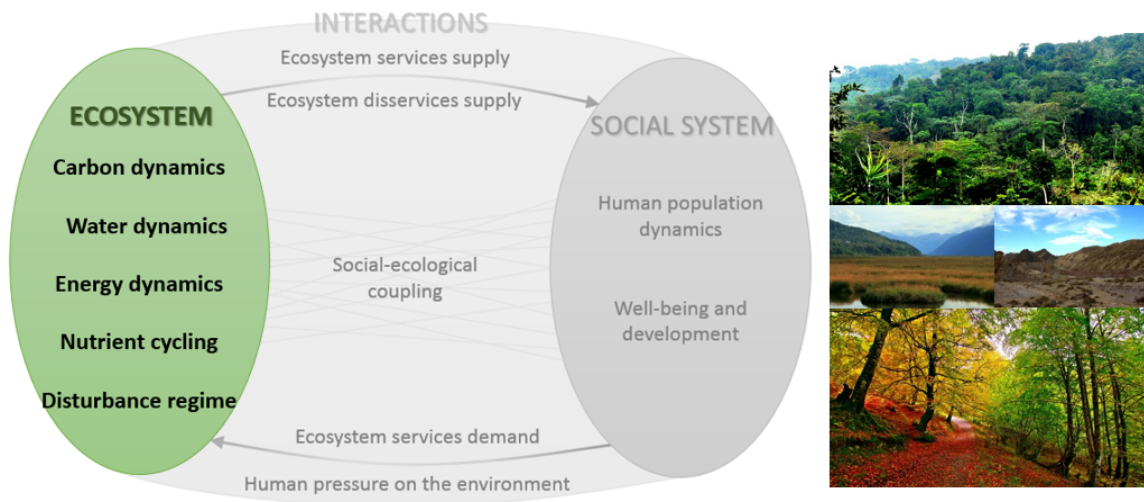 INTERACTIONS
Ecosystem services supply
Ecosystem disservices supply
ECOSYSTEM
Carbon dynamics
Water dynamics
Energy dynamics
Nutrient cycling
Disturbance regime
Social-ecological
coupling
SOCIAL SYSTEM
Human population
dynamics
Well-being and
development
Ecosystem services demand
Human pressure on the environment